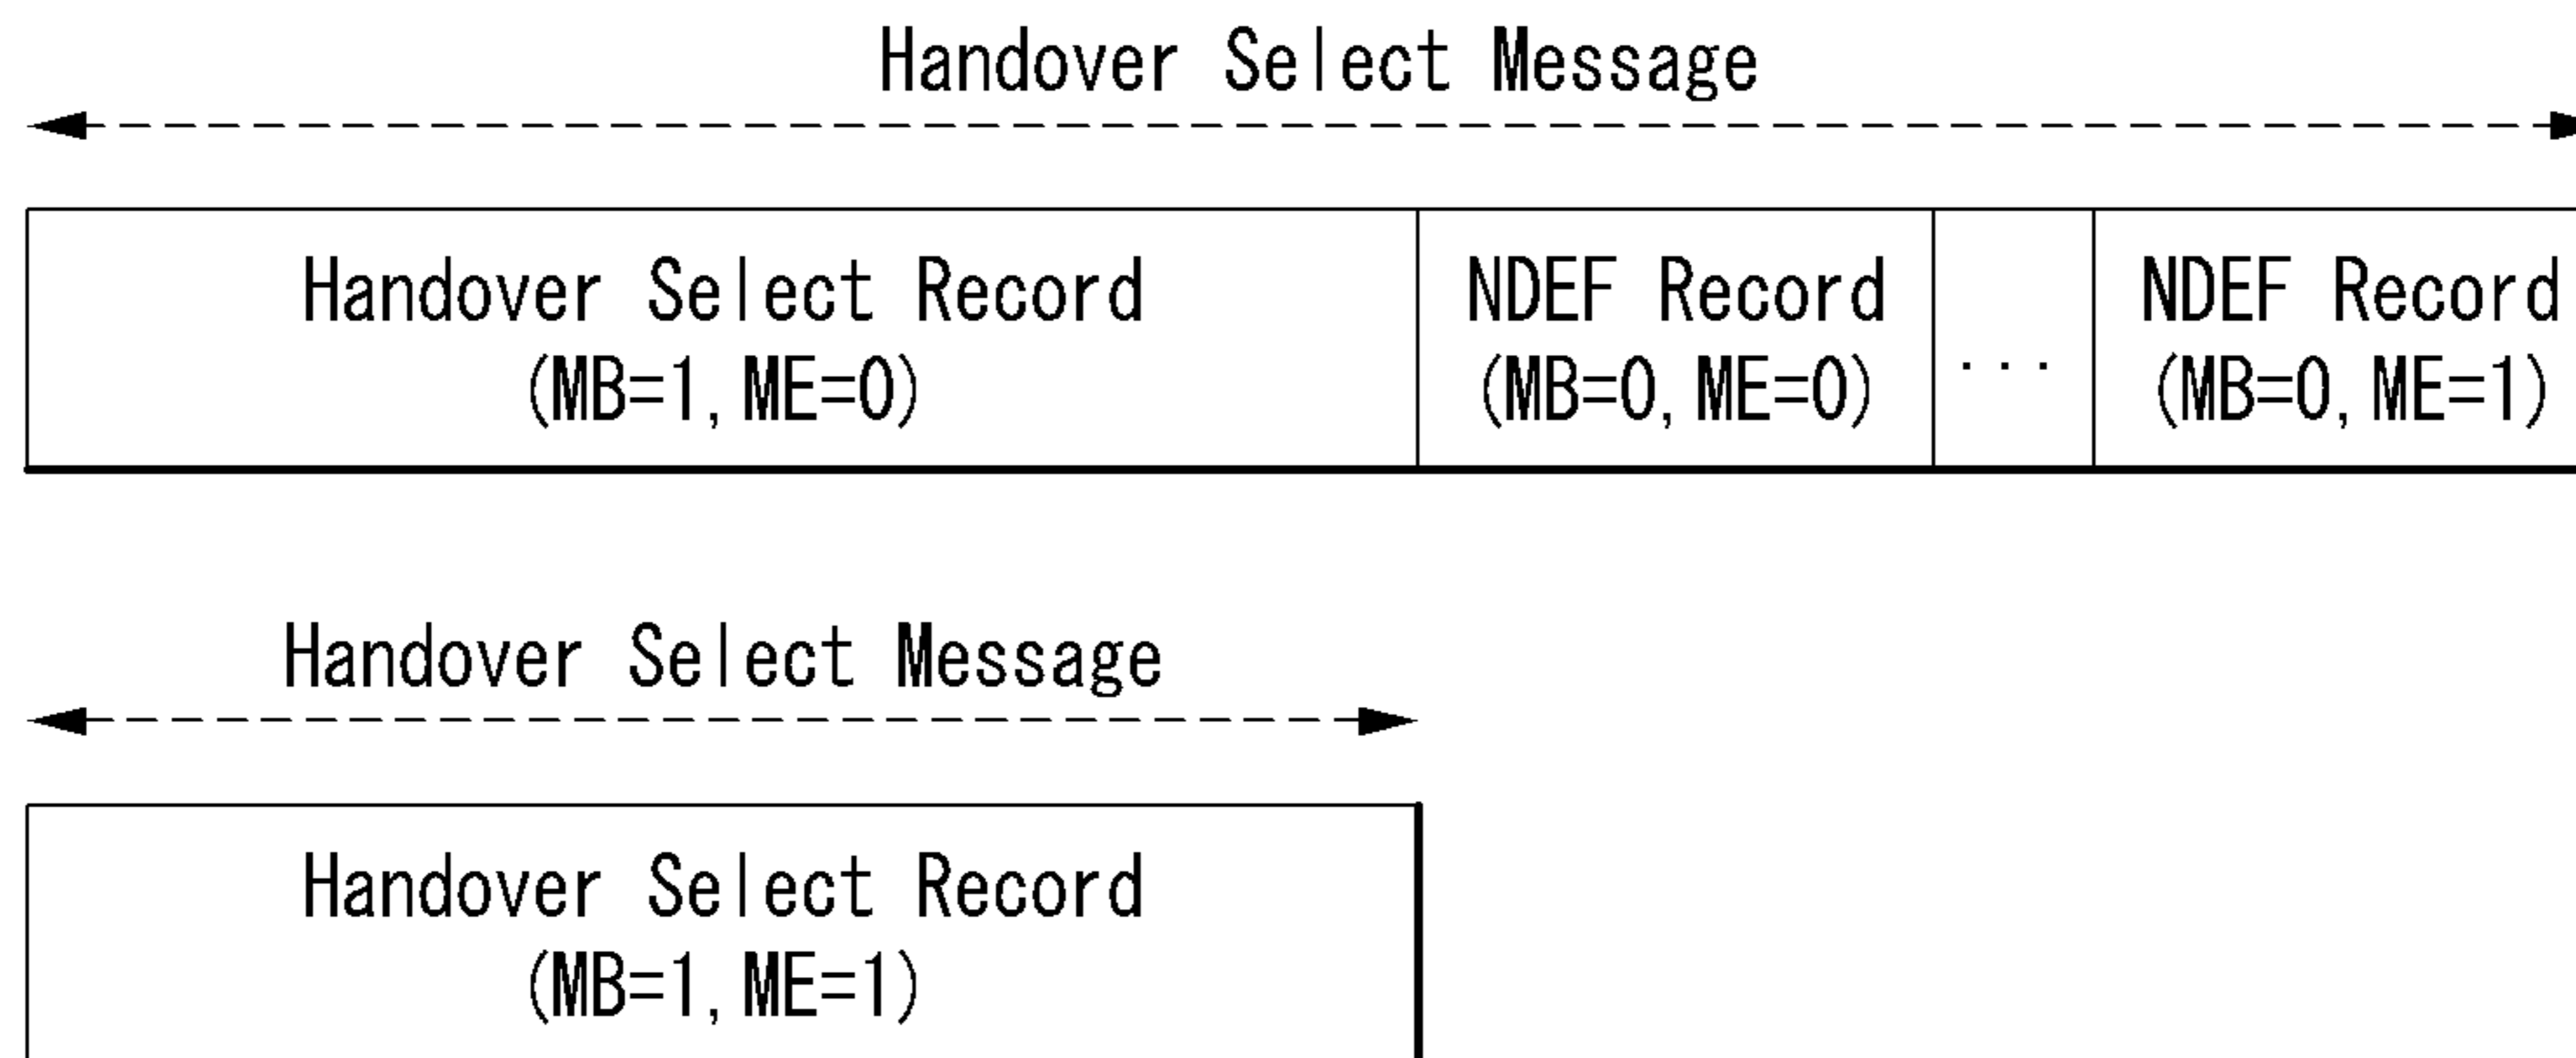 Handover Select Message
Handover Select Record NDEF Record NDEF Record
(MB=1, ME=0) (MB=0, ME=0) ... (MB=0, ME=1)
Handover Select Message
Handover Select Record
(MB=1, ME=1)